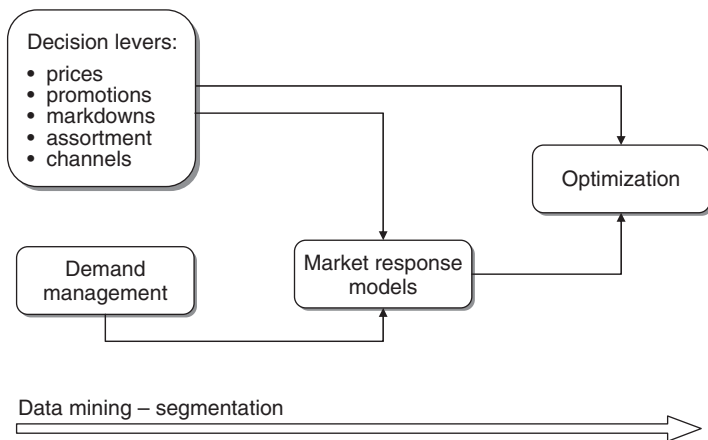 Decision levers:
• prices
• promotions
• markdowns
• assortment
• channels
Optimization
Demand
management
Market response
models
Data mining – segmentation